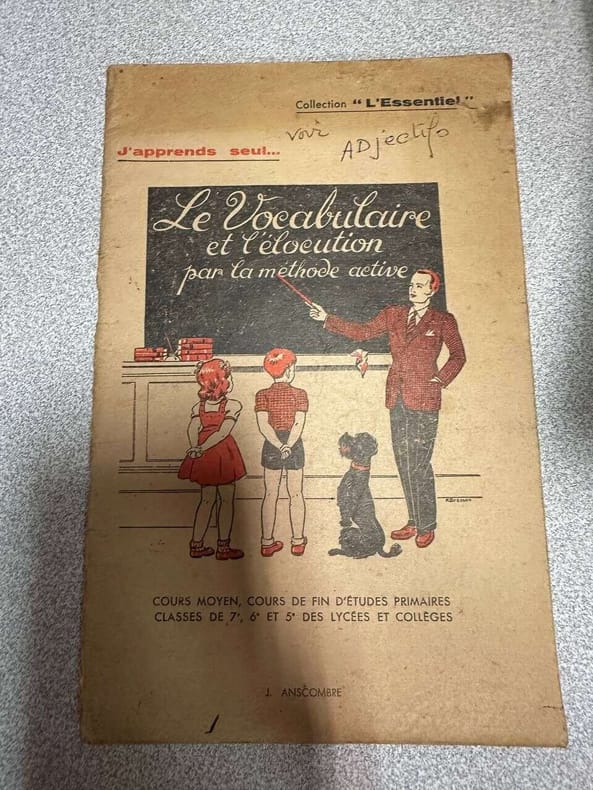 Collection "L'Essentiel"
J'apprends seul...
voir ADjectifs
Le Vocabulaire
et l'élocution
par la méthode active
COURS MOYEN, COURS DE FIN D'ÉTUDES PRIMAIRES
CLASSES DE 7e, 6e ET 5e DES LYCÉES ET COLLÈGES
J. ANSCOMBRE